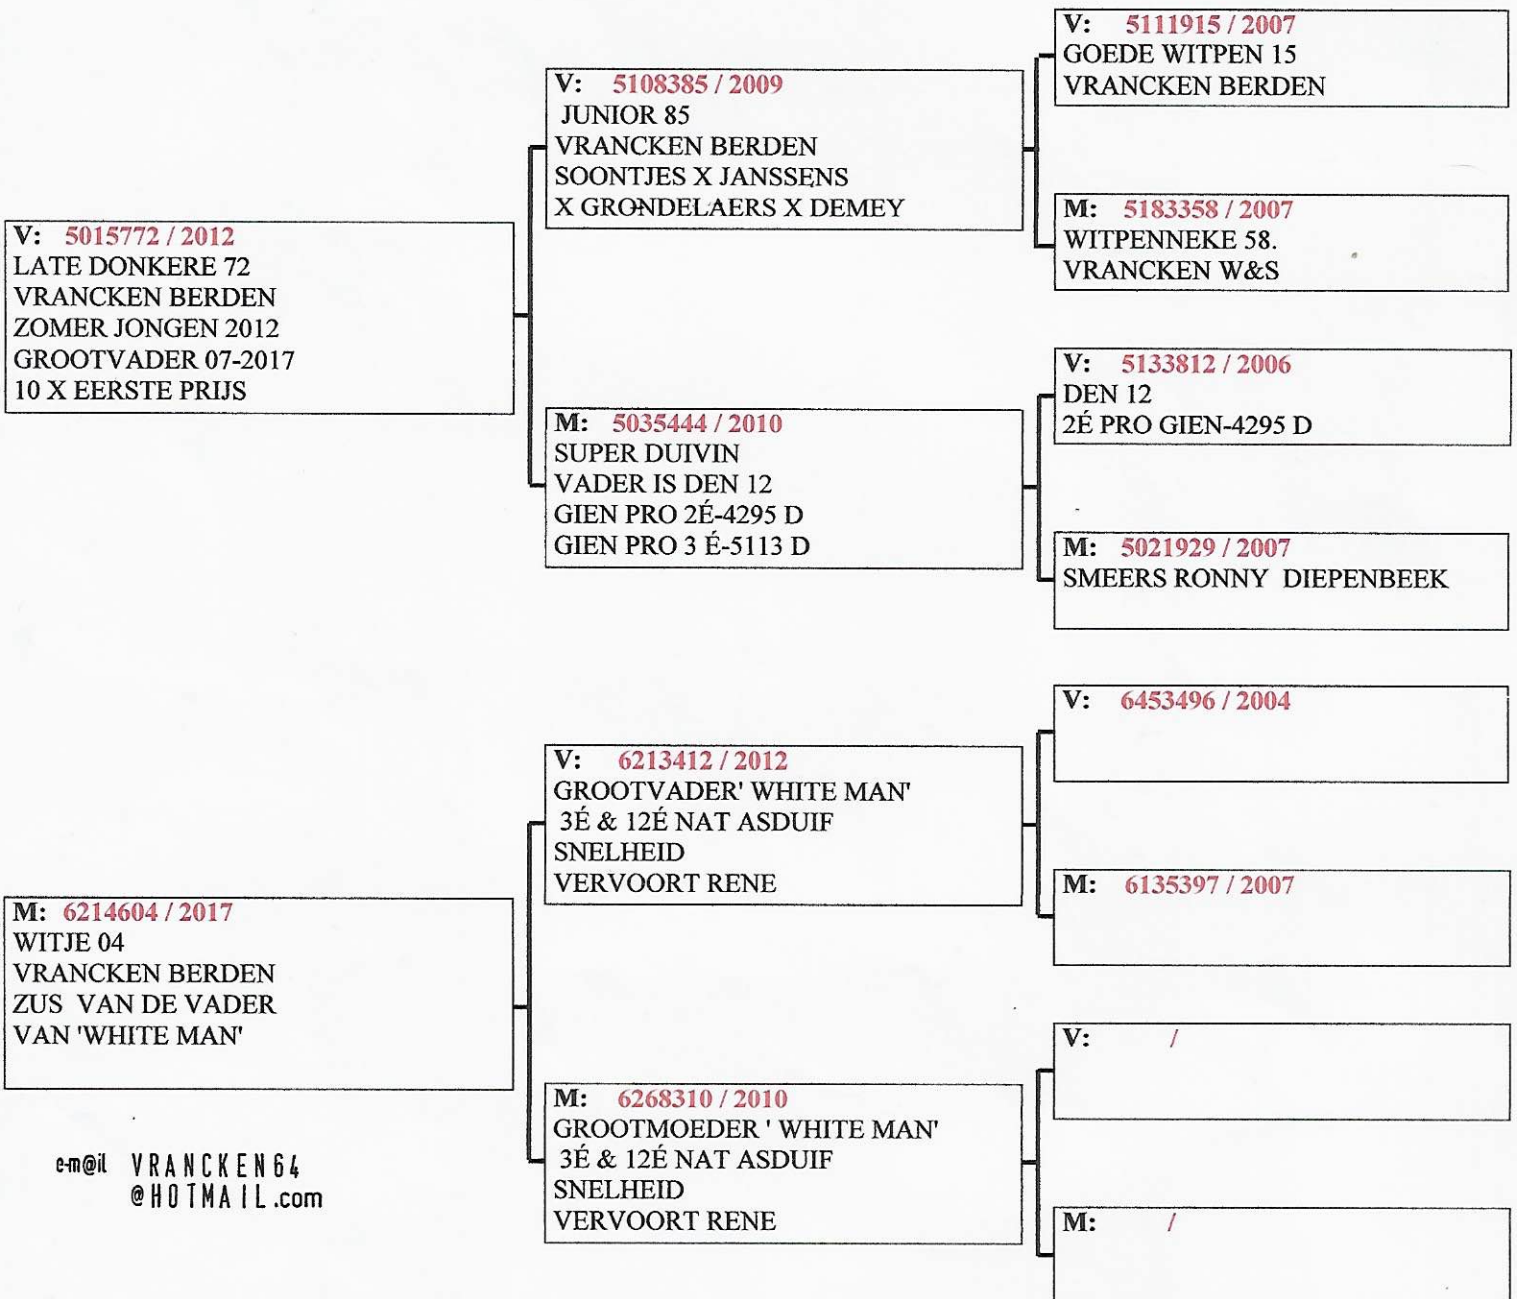 V: 5015772 / 2012
LATE DONKERE 72
VRANCKEN BERDEN
ZOMER JONGEN 2012
GROOTVADER 07-2017
10 X EERSTE PRIJS
M: 6214604 / 2017
WITJE 04
VRANCKEN BERDEN
ZUS VAN DE VADER
VAN 'WHITE MAN'
e-m@il VRANCKEN64
@HOTMAIL.com
V: 5108385 / 2009
JUNIOR 85
VRANCKEN BERDEN
SOONTJES X JANSSENS
X GRONDELAERS X DEMEY
M: 5035444 / 2010
SUPER DUIVIN
VADER IS DEN 12
GIEN PRO 2É-4295 D
GIEN PRO 3 É-5113 D
V: 6213412 / 2012
GROOTVADER' WHITE MAN'
3É & 12É NAT ASDUIF
SNELHEID
VERVOORT RENE
M: 6268310 / 2010
GROOTMOEDER ' WHITE MAN'
3É & 12É NAT ASDUIF
SNELHEID
VERVOORT RENE
V: 5111915 / 2007
GOEDE WITPEN 15
VRANCKEN BERDEN
M: 5183358 / 2007
WITPENNEKE 58.
VRANCKEN W&S
V: 5133812 / 2006
DEN 12
2É PRO GIEN-4295 D
M: 5021929 / 2007
SMEERS RONNY DIEPENBEEK
V: 6453496 / 2004
M: 6135397 / 2007
V: /
M: /